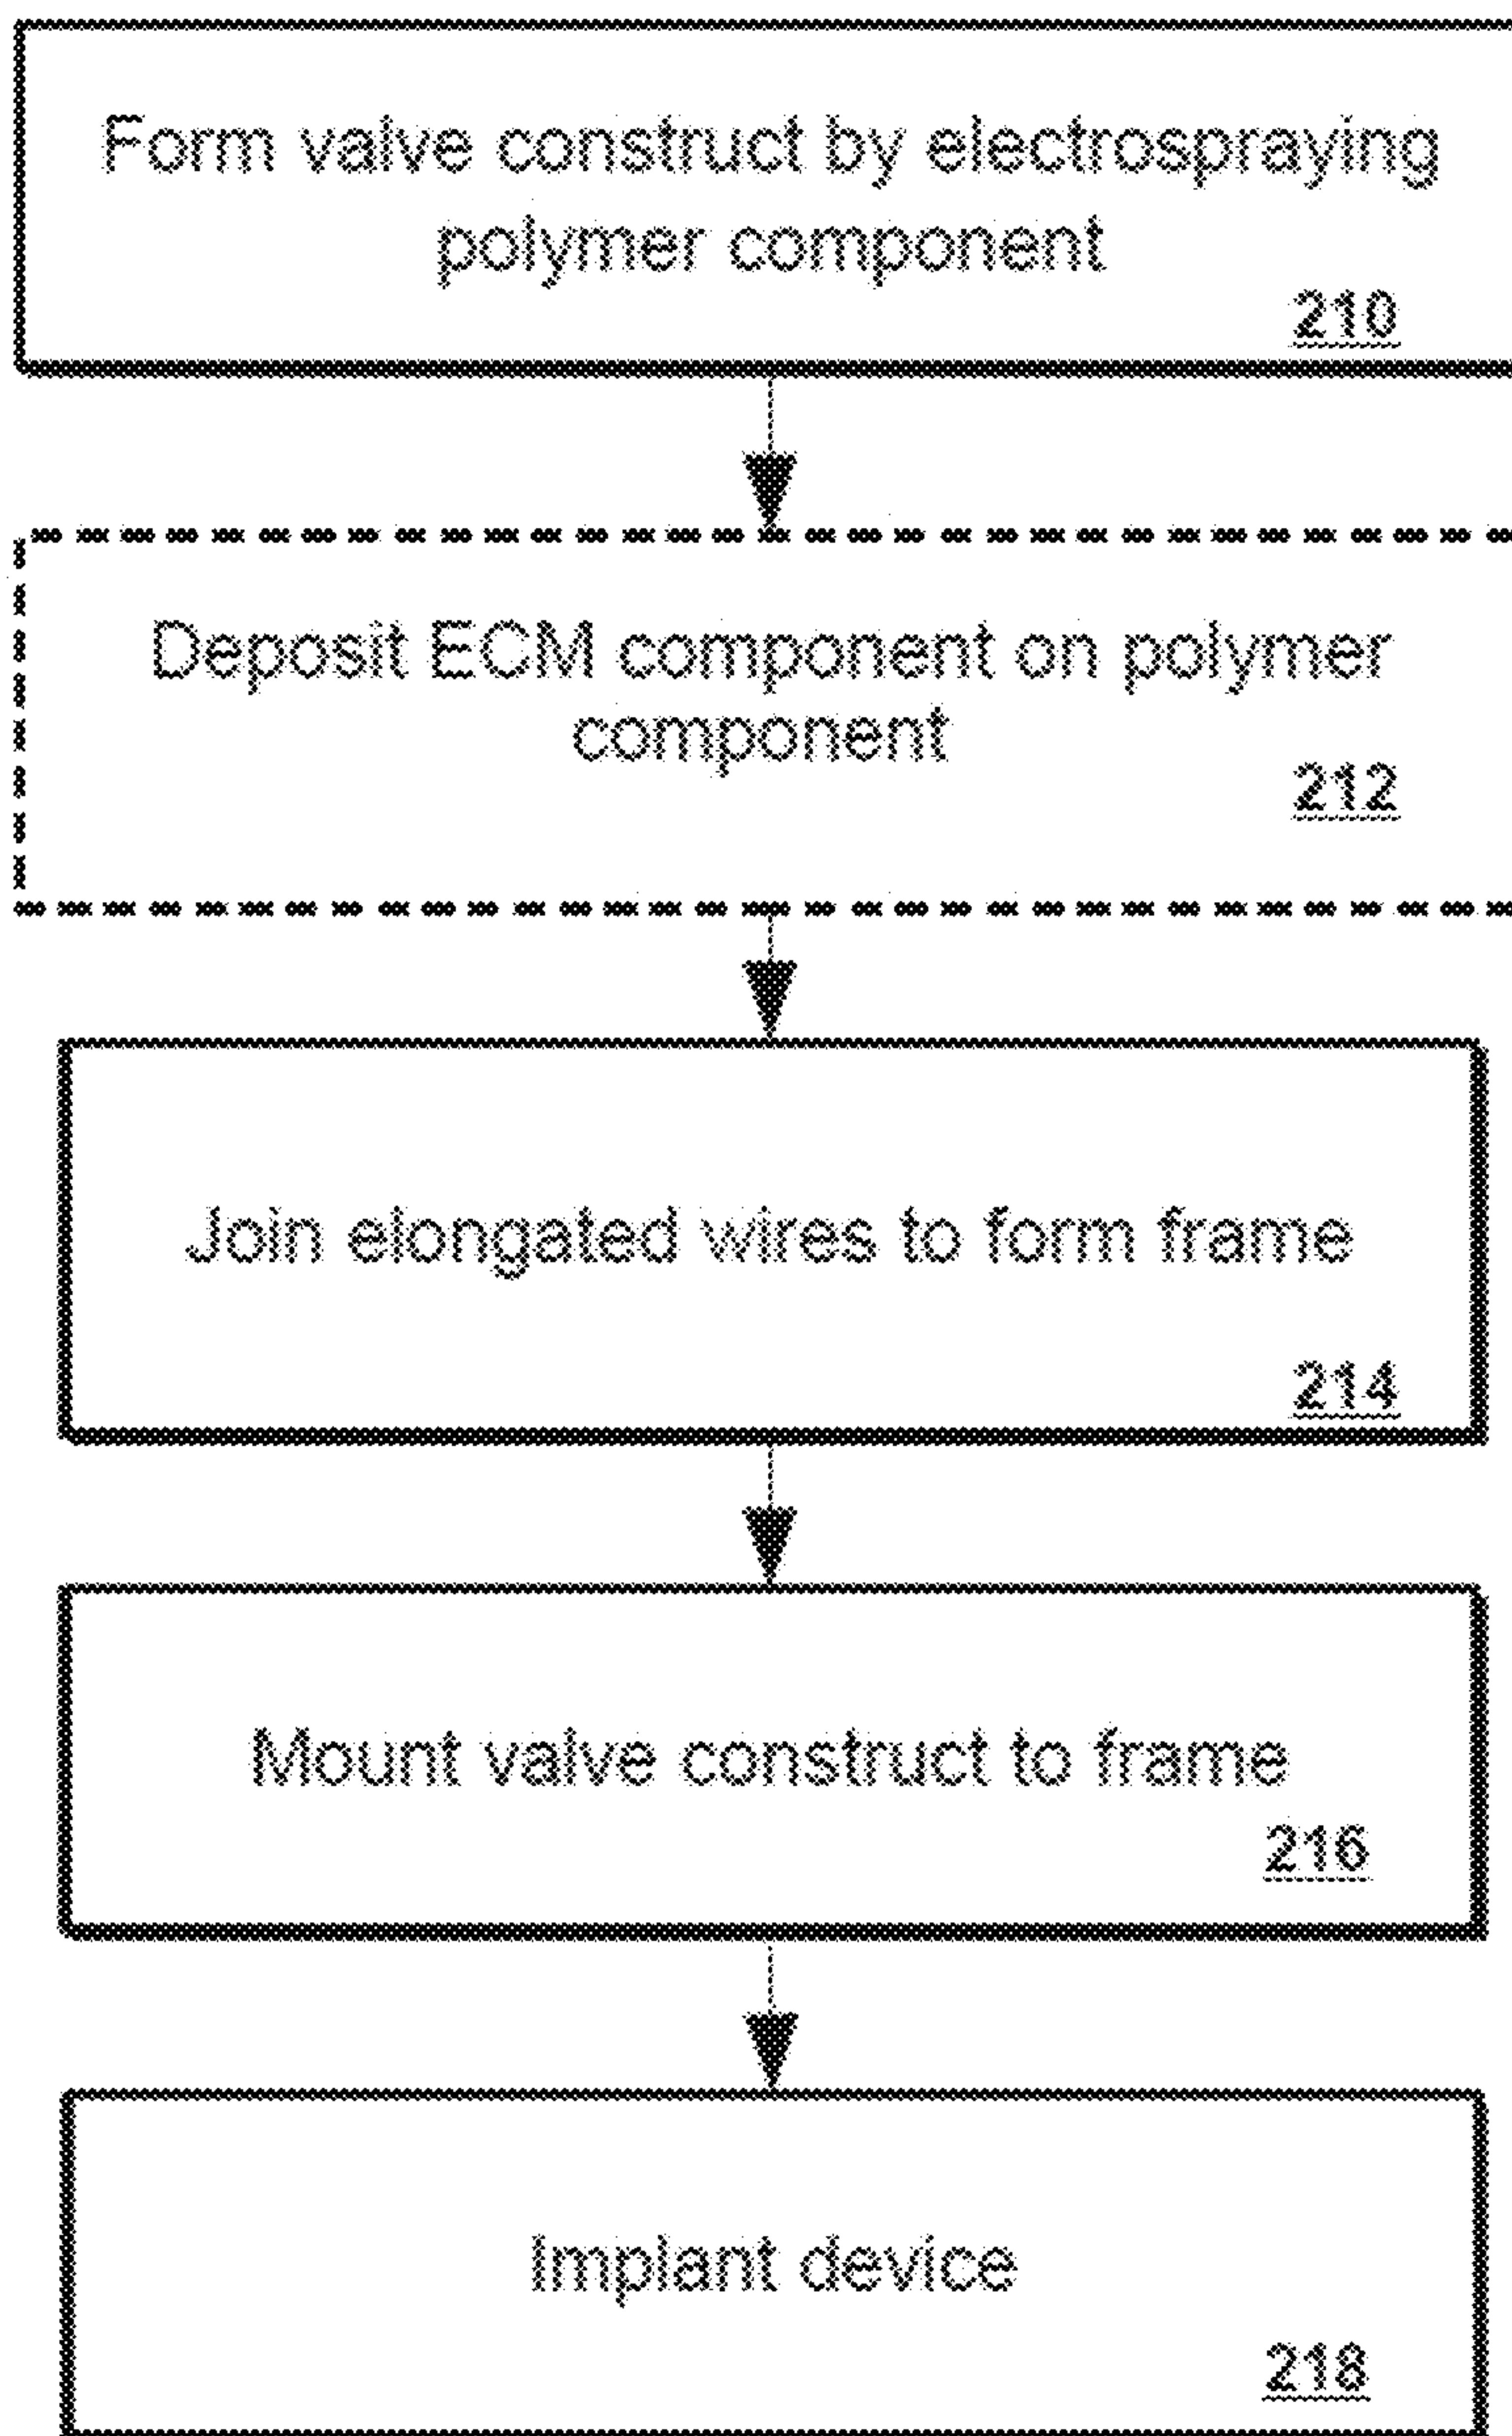 Form valve construct by electrospraying
polymer component
210
Deposit ECM component on polymer
component
212
Join elongated wires to form frame
214
Mount valve construct to frame
216
Implant device
218